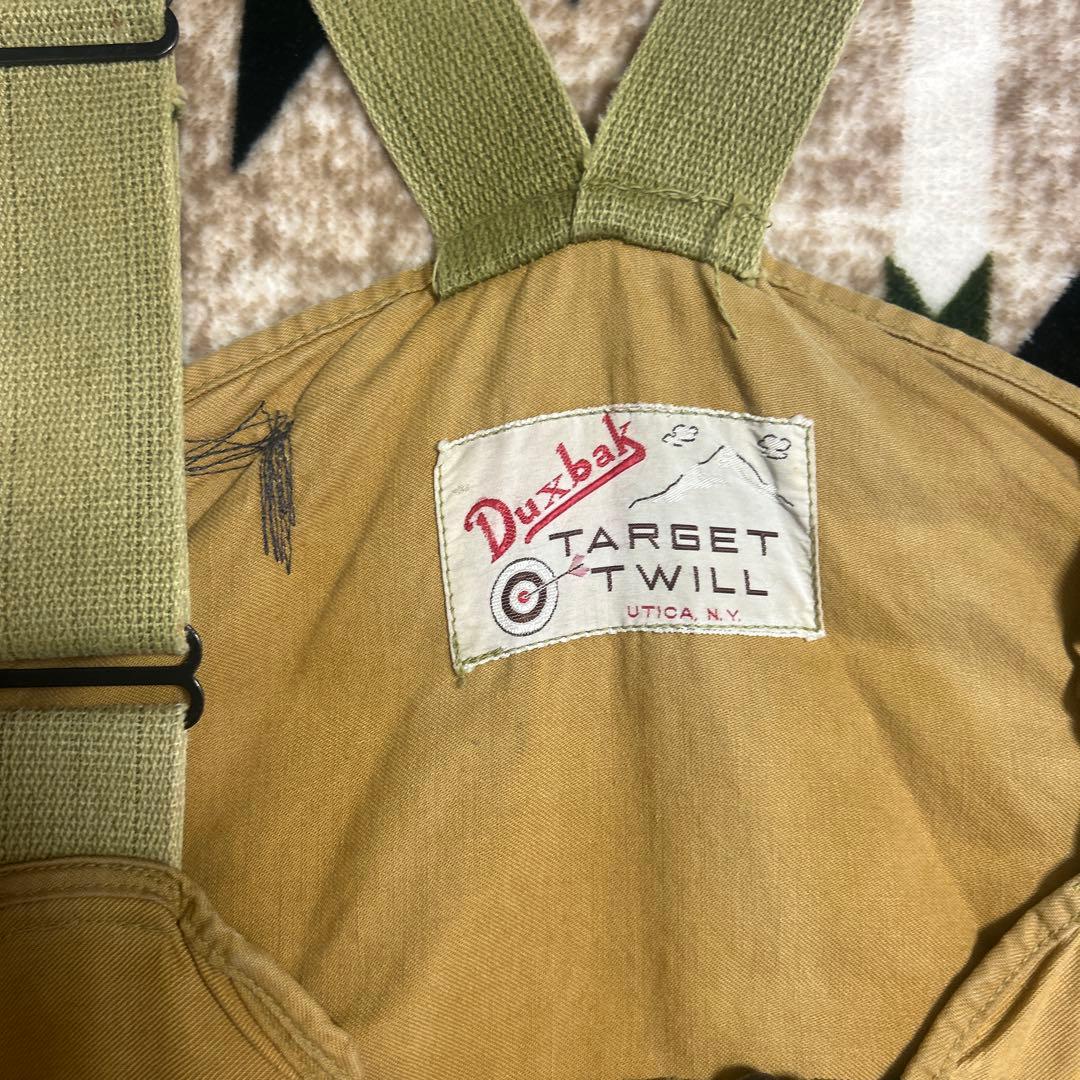 Duxbak
TARGET
TWILL
UTICA, N.Y.